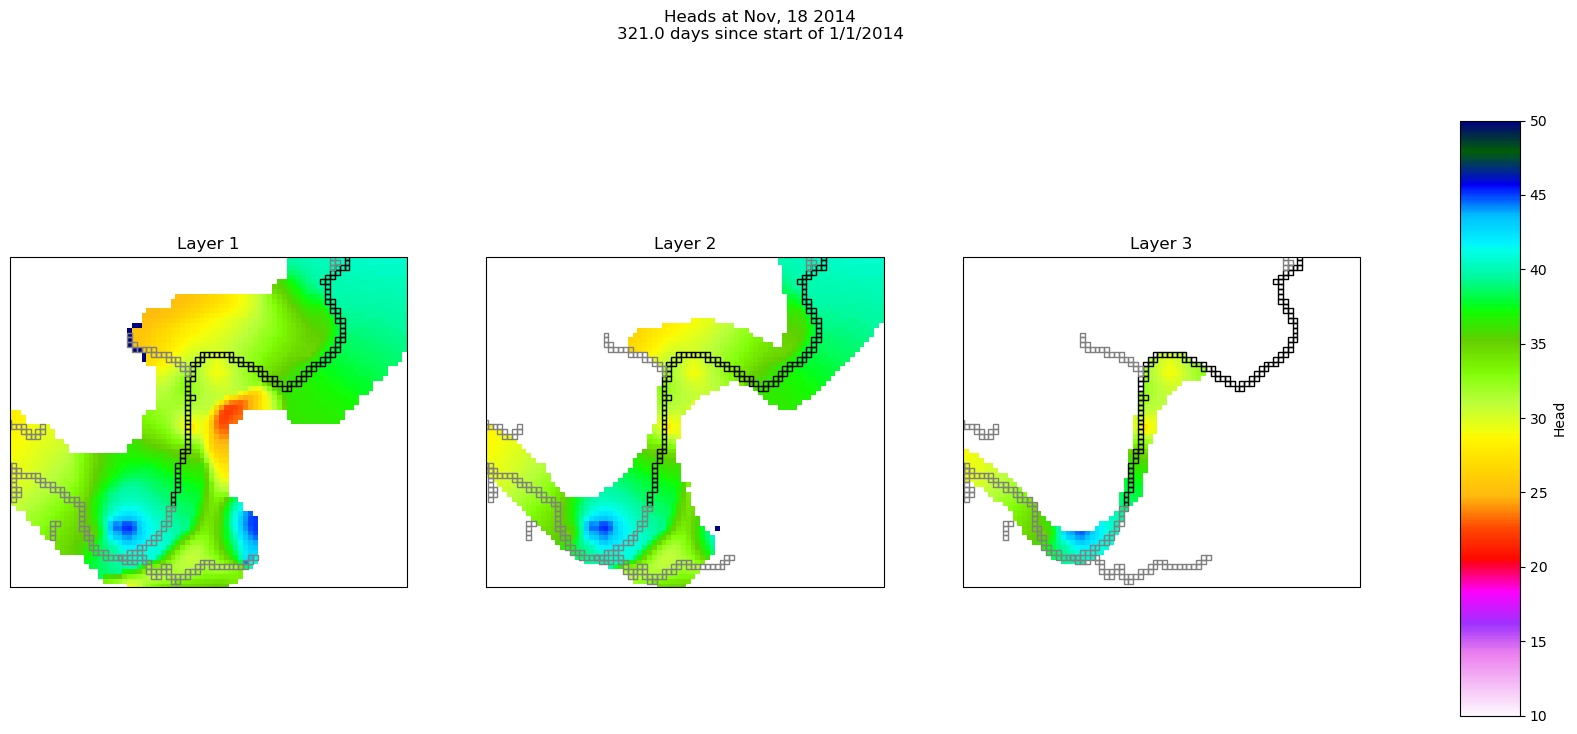 Heads at Nov, 18 2014
321.0 days since start of 1/1/2014
Layer 1
Layer 2
Layer 3
50
45
40
35
30
25
20
15
10
Head